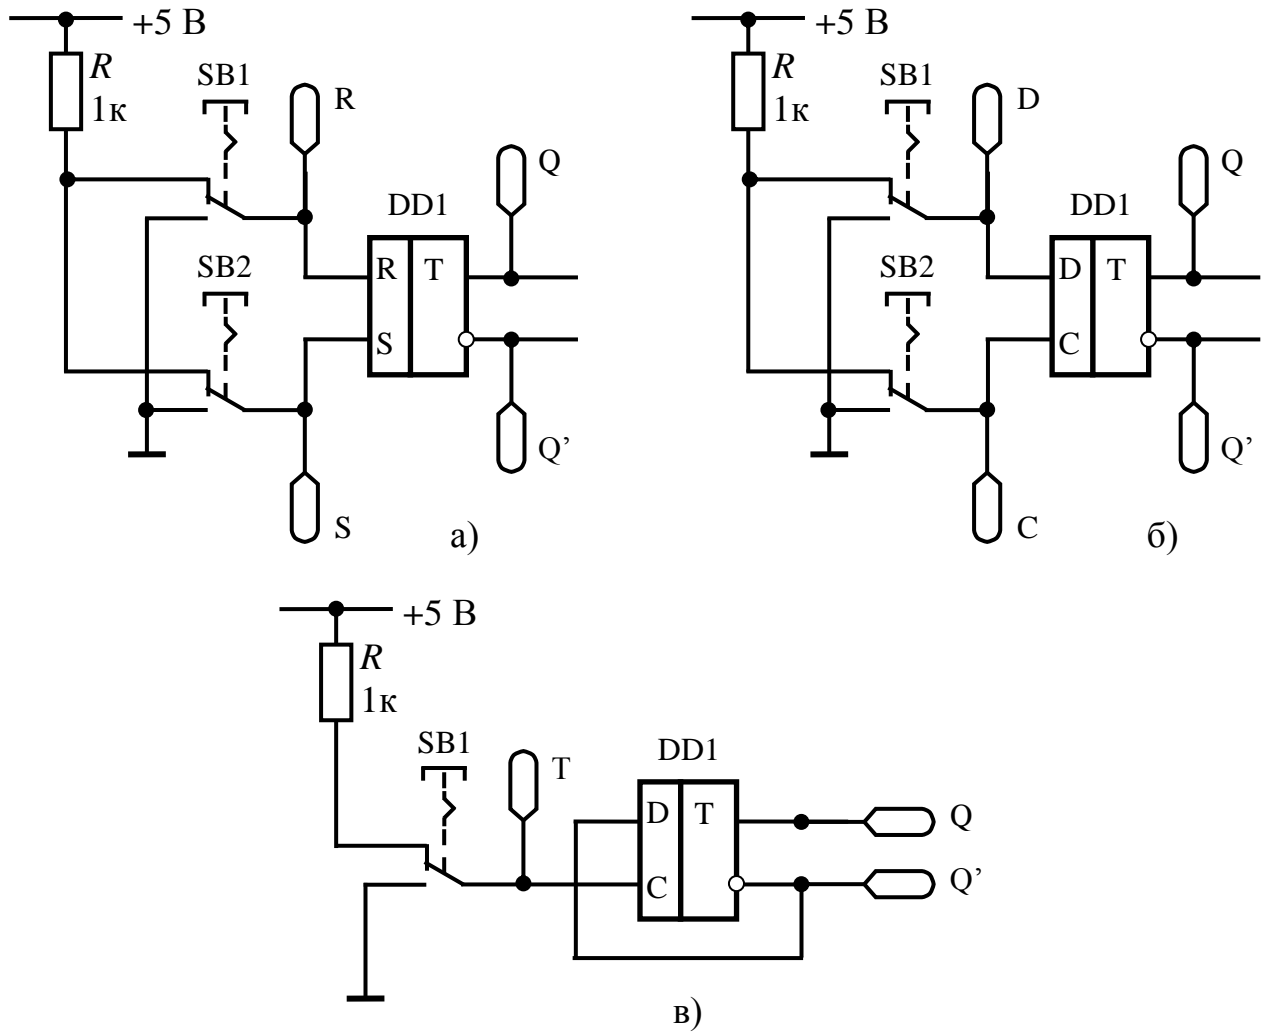 +5 В
R
1к
SB1
R
Q
DD1
R T
S
SB2
Q’
S
а)
+5 В
R
1к
SB1
D
Q
DD1
D T
C
SB2
Q’
C
б)
+5 В
R
1к
SB1
T
DD1
D T
C
Q
Q’
в)